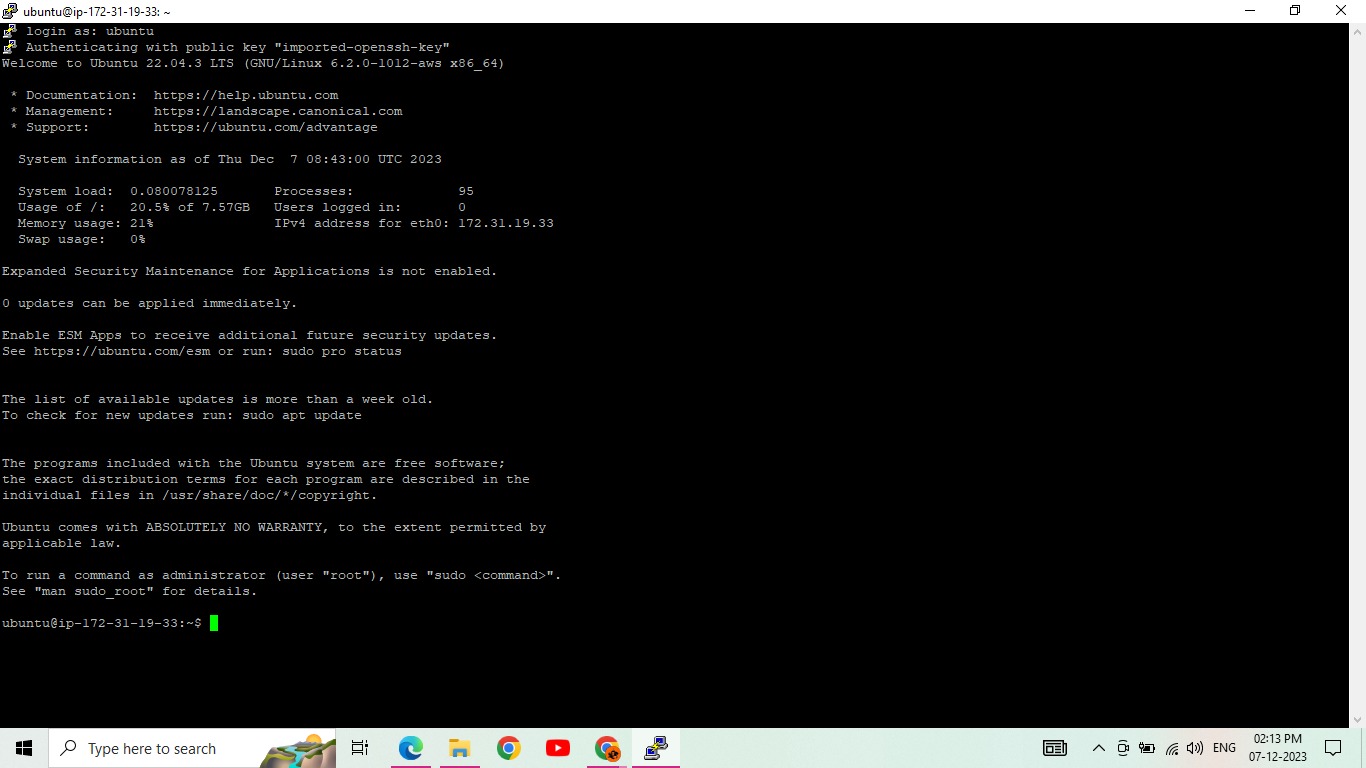 ubuntu@ip-172-31-19-33: ~
login as: ubuntu
Authenticating with public key "imported-openssh-key"
Welcome to Ubuntu 22.04.3 LTS (GNU/Linux 6.2.0-1012-aws x86_64)
* Documentation:  https://help.ubuntu.com
* Management:     https://landscape.canonical.com
* Support:        https://ubuntu.com/advantage
System information as of Thu Dec  7 08:43:00 UTC 2023
System load:  0.080078125       Processes:             95
Usage of /:   20.5% of 7.57GB   Users logged in:       0
Memory usage: 21%               IPv4 address for eth0: 172.31.19.33
Swap usage:   0%
Expanded Security Maintenance for Applications is not enabled.
0 updates can be applied immediately.
Enable ESM Apps to receive additional future security updates.
See https://ubuntu.com/esm or run: sudo pro status
The list of available updates is more than a week old.
To check for new updates run: sudo apt update
The programs included with the Ubuntu system are free software;
the exact distribution terms for each program are described in the
individual files in /usr/share/doc/*/copyright.
Ubuntu comes with ABSOLUTELY NO WARRANTY, to the extent permitted by
applicable law.
To run a command as administrator (user "root"), use "sudo <command>".
See "man sudo_root" for details.
ubuntu@ip-172-31-19-33:~$
Type here to search
ENG
02:13 PM
07-12-2023